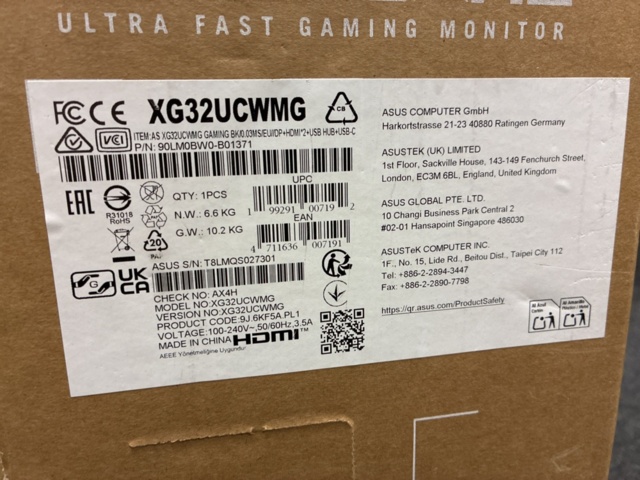 ULTRA FAST GAMING MONITOR
FC CE XG32UCWMG CB
VCCI ITEM:AS XG32UCWMG GAMING BK/0.03MS/EU/DP+HDMI*2+USB HUB+USB-C
P/N: 90LM0BW0-B01371
EAC
R31018
RoHS
QTY: 1PCS
N.W.: 6.6 KG
G.W.: 10.2 KG
20
PAP
UPC
1 99291 00719 2
EAN
4 711636 007191
ASUS S/N: T8LMQS027301
G
UK
CA
CHECK NO.: AX4H
MODEL NO:XG32UCWMG
VERSION NO:XG32UCWMG
PRODUCT CODE:9J.6KF5A.PL1
VOLTAGE:100-240V~,50/60Hz,3.5A
MADE IN CHINA HDMI™
AEEE Yönetmeliğine Uygundur
ASUS COMPUTER GmbH
Harkortstrasse 21-23 40880 Ratingen Germany
ASUSTEK (UK) LIMITED
1st Floor, Sackville House, 143-149 Fenchurch Street,
London, EC3M 6BL, England, United Kingdom
ASUS GLOBAL PTE. LTD.
10 Changi Business Park Central 2
#02-01 Hansapoint Singapore 486030
ASUSTeK COMPUTER INC.
1F., No. 15, Lide Rd., Beitou Dist., Taipei City 112
Tel: +886-2-2894-3447
Fax: +886-2-2890-7798
https://qr.asus.com/ProductSafety